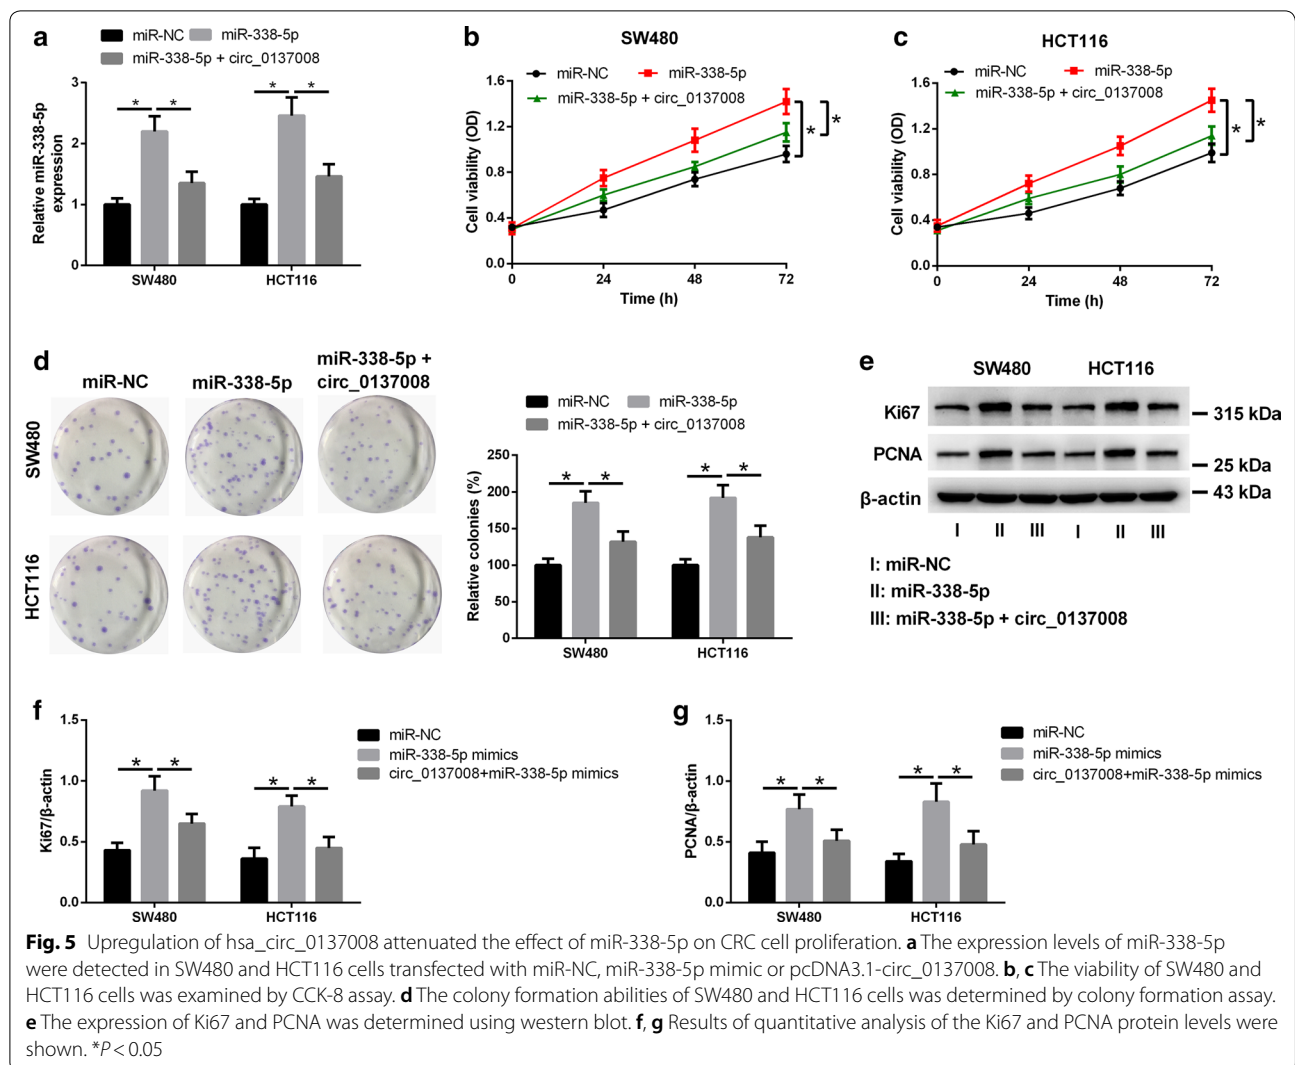 a
miR-NC miR-338-5p
miR-338-5p + circ_0137008
Relative miR-338-5p
expression
3
2
1
0
* * * *
SW480 HCT116
b
SW480
miR-NC miR-338-5p
miR-338-5p + circ_0137008
Cell viability (OD)
1.6
1.2
0.8
0.4
0.0
* *
0 24 48 72
Time (h)
c
HCT116
miR-NC miR-338-5p
miR-338-5p + circ_0137008
Cell viability (OD)
1.6
1.2
0.8
0.4
0.0
* *
0 24 48 72
Time (h)
d
miR-NC miR-338-5p miR-338-5p +
circ_0137008
SW480
HCT116
miR-NC miR-338-5p
miR-338-5p + circ_0137008
Relative colonies (%)
250
200
150
100
50
0
* * * *
SW480 HCT116
e
SW480 HCT116
Ki67 315 kDa
PCNA 25 kDa
β-actin 43 kDa
I II III I II III
I: miR-NC
II: miR-338-5p
III: miR-338-5p + circ_0137008
f
Ki67/β-actin
1.5
1.0
0.5
0.0
* * * *
SW480 HCT116
miR-NC
miR-338-5p mimics
circ_0137008+miR-338-5p mimics
g
PCNA/β-actin
1.5
1.0
0.5
0.0
* * * *
SW480 HCT116
miR-NC
miR-338-5p mimics
circ_0137008+miR-338-5p mimics
Fig. 5 Upregulation of hsa_circ_0137008 attenuated the effect of miR-338-5p on CRC cell proliferation. a The expression levels of miR-338-5p
were detected in SW480 and HCT116 cells transfected with miR-NC, miR-338-5p mimic or pcDNA3.1-circ_0137008. b, c The viability of SW480 and
HCT116 cells was examined by CCK-8 assay. d The colony formation abilities of SW480 and HCT116 cells was determined by colony formation assay.
e The expression of Ki67 and PCNA was determined using western blot. f, g Results of quantitative analysis of the Ki67 and PCNA protein levels were
shown. *P < 0.05